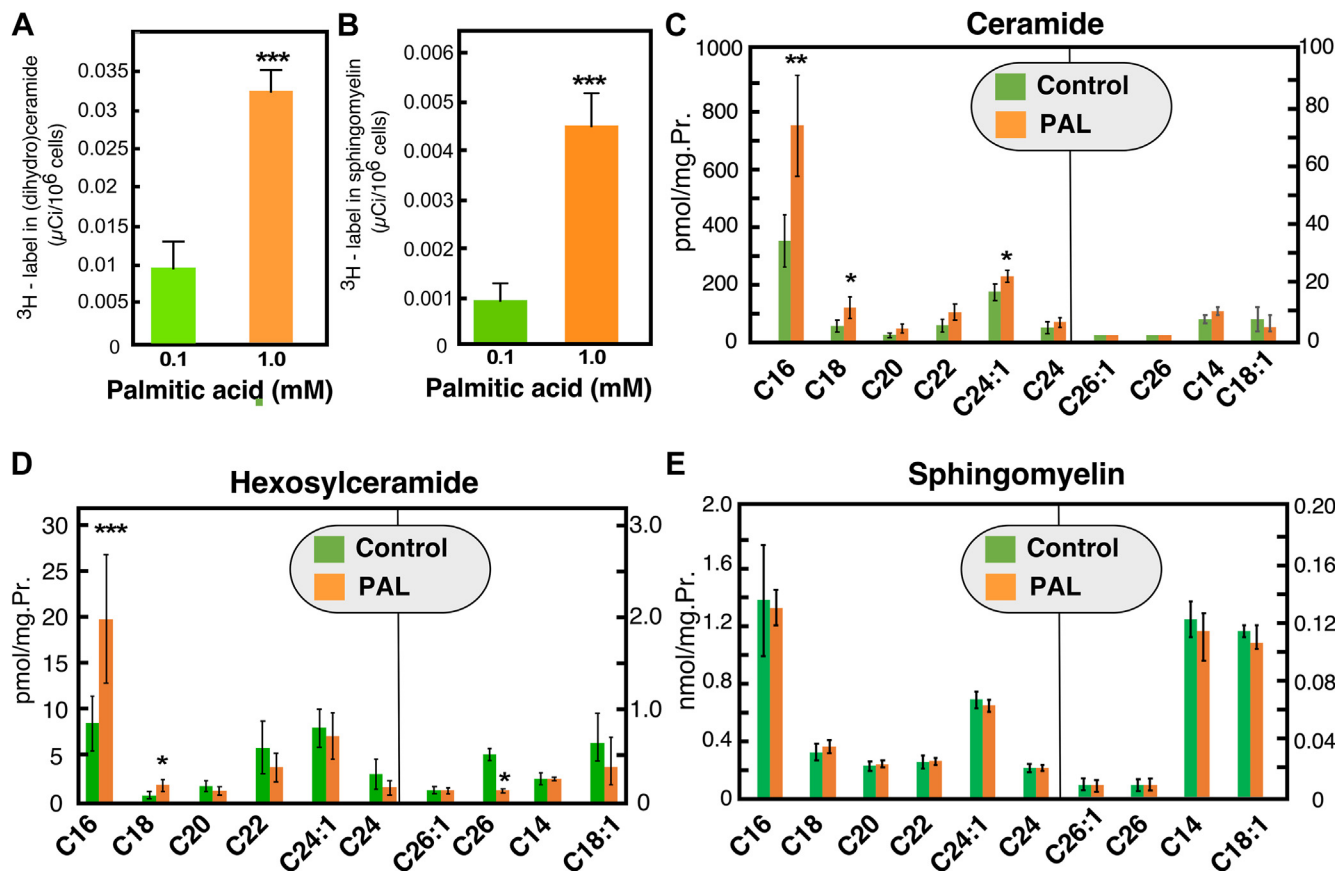 A
3H - label in (dihydro)ceramide
(µCi/10^6 cells)
0.035
0.03
0.025
0.02
0.015
0.01
0.005
0
***
0.1
1.0
Palmitic acid (mM)
B
3H - label in sphingomyelin
(µCi/10^6 cells)
0.006
0.005
0.004
0.003
0.002
0.001
0
***
0.1
1.0
Palmitic acid (mM)
C
Ceramide
pmol/mg.Pr.
1000
800
600
400
200
0
**
*
*
Control
PAL
100
80
60
40
20
0
C16
C18
C20
C22
C24:1
C24
C26:1
C26
C14
C18:1
D
Hexosylceramide
pmol/mg.Pr.
30
25
20
15
10
5
0
***
*
*
Control
PAL
3.0
2.0
1.0
0
C16
C18
C20
C22
C24:1
C24
C26:1
C26
C14
C18:1
E
Sphingomyelin
nmol/mg.Pr.
2.0
1.6
1.2
0.8
0.4
0
Control
PAL
0.20
0.16
0.12
0.08
0.04
0
C16
C18
C20
C22
C24:1
C24
C26:1
C26
C14
C18:1